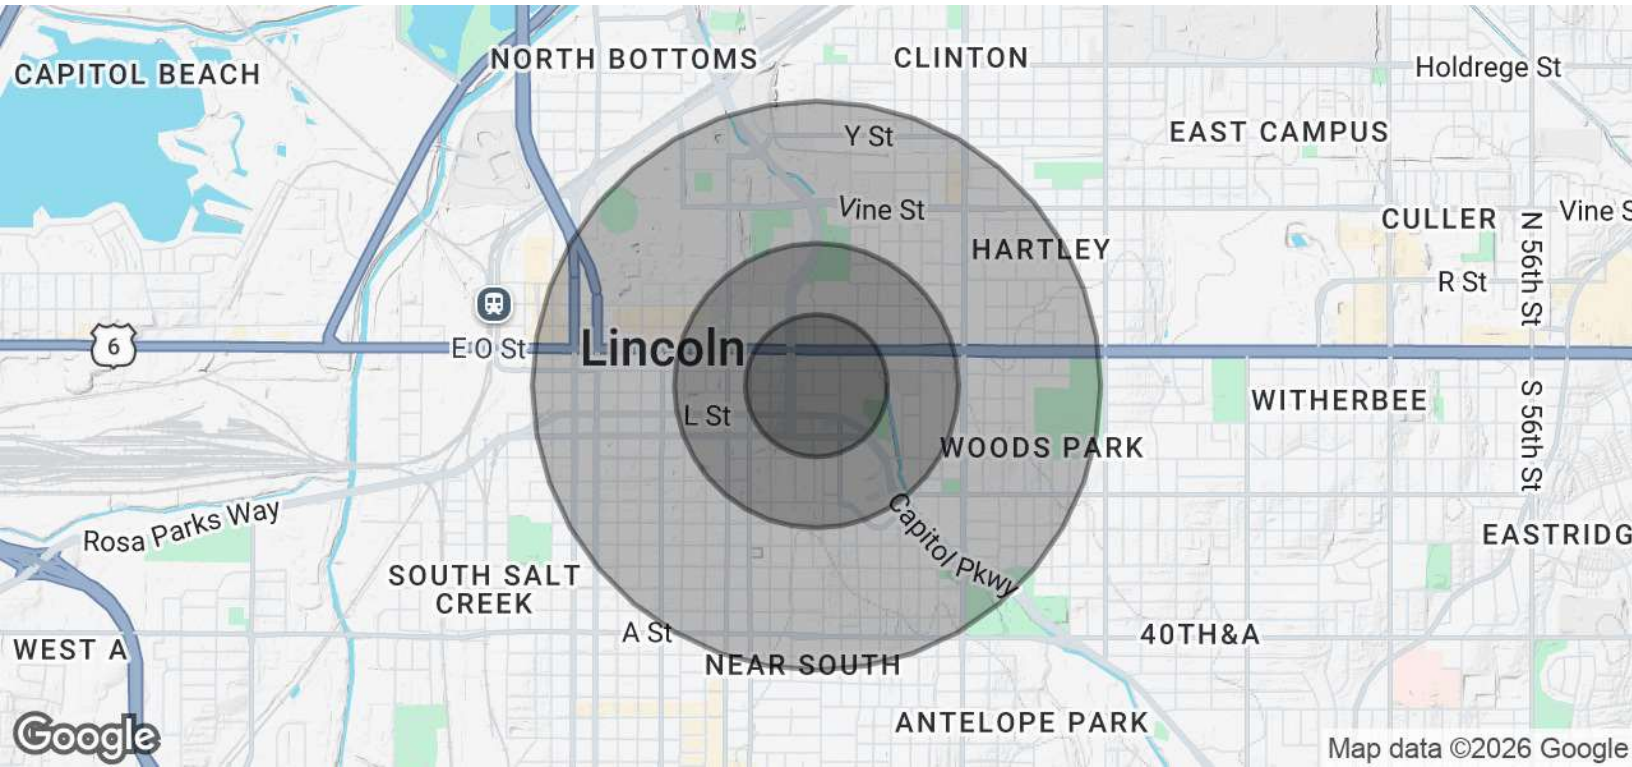 NORTH BOTTOMS
CLINTON
Holdrege St
CAPITOL BEACH
EAST CAMPUS
Y St
Vine St
CULLER
Vine S
HARTLEY
N 56th St
R St
6
E O St
Lincoln
WITHERBEE
L St
S 56th St
WOODS PARK
Rosa Parks Way
Capitol Pkwy
EASTRIDG
SOUTH SALT
CREEK
A St
40TH&A
WEST A
NEAR SOUTH
ANTELOPE PARK
Google
Map data ©2026 Google